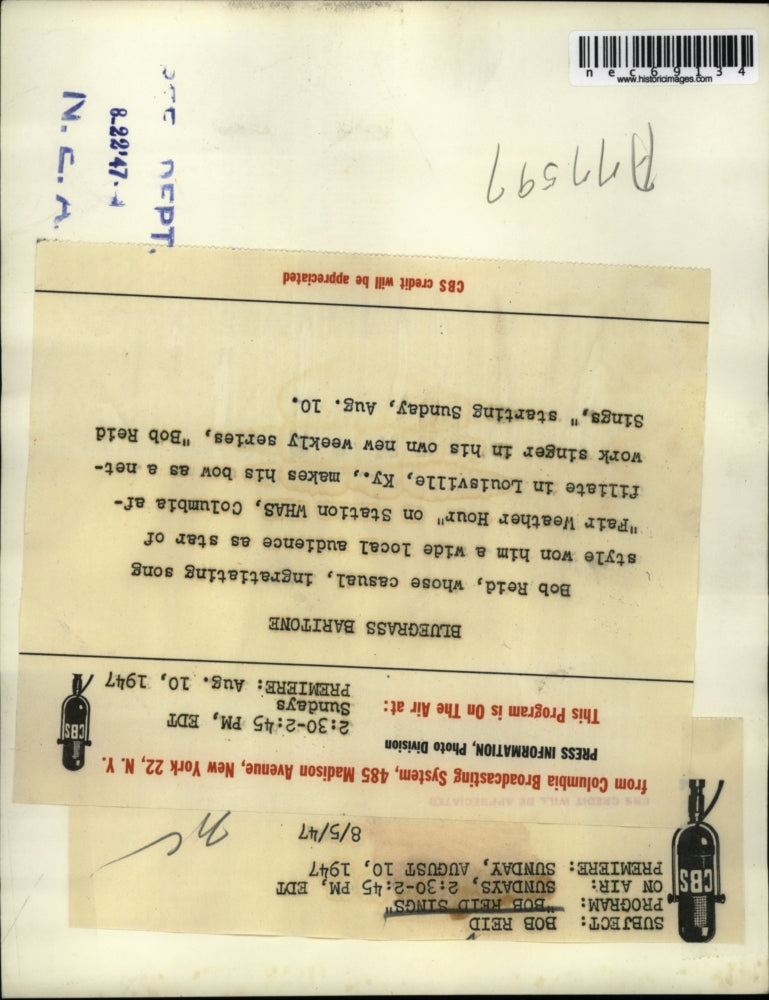 nec69134
www.historicimages.com
DEPT.
8-22'47
N.E.A.
SUBJECT: BOB REID
PROGRAM: "BOB REID SINGS"
ON AIR: SUNDAYS, 2:30-2:45 PM, EDT
PREMIERE: SUNDAY, AUGUST 10, 1947
8/5/47
CBS
CBS CREDIT WILL BE APPRECIATED
from Columbia Broadcasting System, 485 Madison Avenue, New York 22, N. Y.
PRESS INFORMATION, Photo Division
This Program is On The Air at:
2:30-2:45 PM, EDT
Sundays
PREMIERE: Aug. 10, 1947
CBS
BLUEGRASS BARITONE
Bob Reid, whose casual, ingratiating song
style won him a wide local audience as star of
"Fair Weather Hour" on Station WHAS, Columbia af-
filiate in Louisville, Ky., makes his bow as a net-
work singer in his own new weekly series, "Bob Reid
Sings," starting Sunday, Aug. 10.
CBS credit will be appreciated